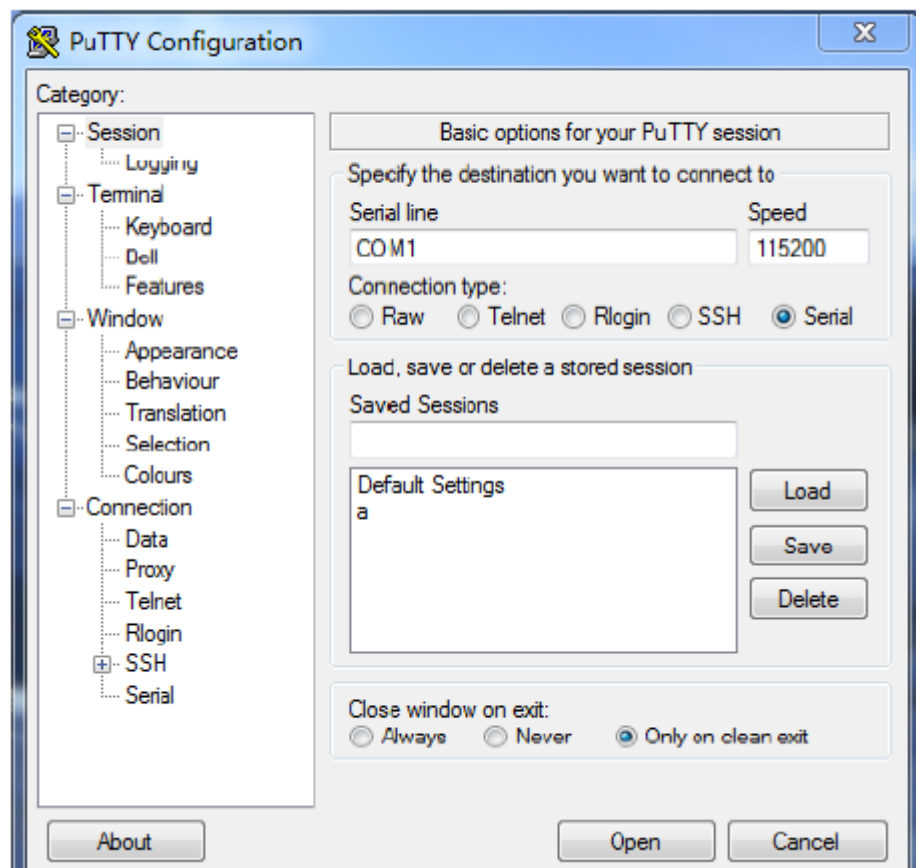 PuTTY Configuration
Category:
Session
Logging
Terminal
Keyboard
Bell
Features
Window
Appearance
Behaviour
Translation
Selection
Colours
Connection
Data
Proxy
Telnet
Rlogin
SSH
Serial
Basic options for your PuTTY session
Specify the destination you want to connect to
Serial line Speed
COM1 115200
Connection type:
Raw Telnet Rlogin SSH Serial
Load, save or delete a stored session
Saved Sessions
Default Settings
a
Load
Save
Delete
Close window on exit:
Always Never Only on clean exit
About Open Cancel